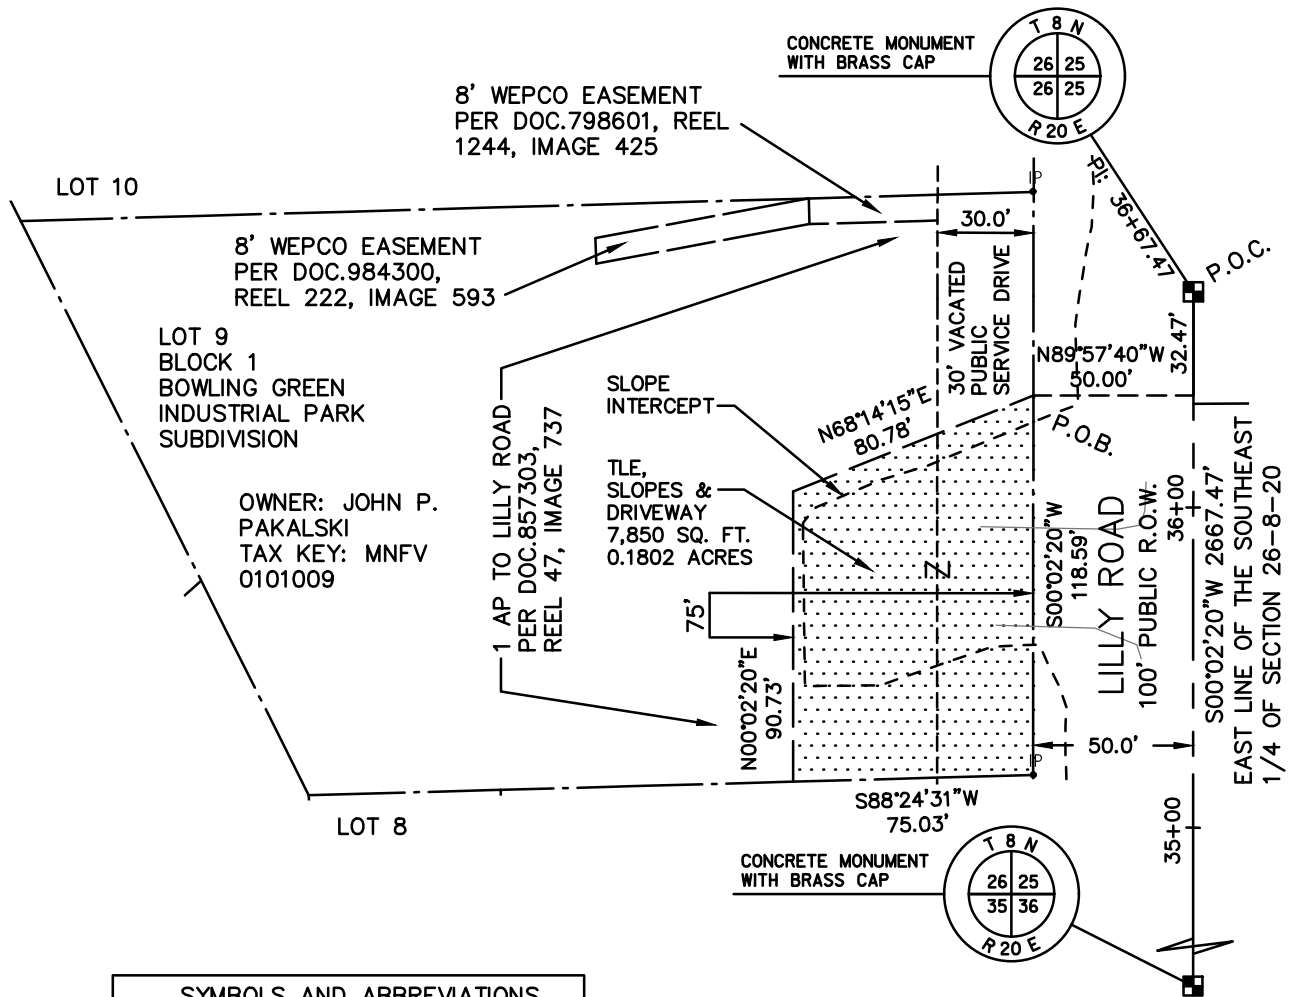 CONCRETE MONUMENT
WITH BRASS CAP
T 8 N
26 25
26 25
R 20 E
8' WEPCO EASEMENT
PER DOC.798601, REEL
1244, IMAGE 425
LOT 10
IP
PI: 36+67.47
P.O.C.
30.0'
8' WEPCO EASEMENT
PER DOC.984300,
REEL 222, IMAGE 593
30' VACATED
PUBLIC
SERVICE DRIVE
32.47'
LOT 9
BLOCK 1
BOWLING GREEN
INDUSTRIAL PARK
SUBDIVISION
N89°57'40"W
50.00'
SLOPE
INTERCEPT
N68°14'15"E
80.78'
P.O.B.
1 AP TO LILLY ROAD
PER DOC.857303,
REEL 47, IMAGE 737
TLE,
SLOPES &
DRIVEWAY
7,850 SQ. FT.
0.1802 ACRES
OWNER: JOHN P.
PAKALSKI
TAX KEY: MNFV
0101009
Z
75'
S00°02'20"W
118.59'
LILLY ROAD
100' PUBLIC R.O.W.
36+00
S00°02'20"W 2667.47'
EAST LINE OF THE SOUTHEAST
1/4 OF SECTION 26-8-20
N00°02'20"E
90.73'
50.0'
IP
S88°24'31"W
75.03'
LOT 8
35+00
CONCRETE MONUMENT
WITH BRASS CAP
T 8 N
26 25
35 36
R 20 E
SYMBOLS AND ABBREVIATIONS